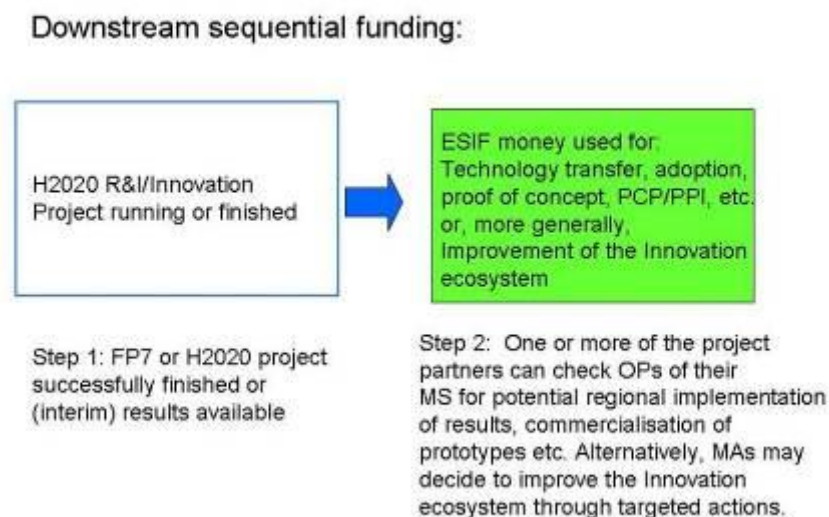 Downstream sequential funding:
H2020 R&I/Innovation
Project running or finished
ESIF money used for:
Technology transfer, adoption,
proof of concept, PCP/PPI, etc.
or, more generally,
Improvement of the Innovation
ecosystem
Step 1: FP7 or H2020 project
successfully finished or
(interim) results available
Step 2: One or more of the project
partners can check OPs of their
MS for potential regional implementation
of results, commercialisation of
prototypes etc. Alternatively, MAs may
decide to improve the Innovation
ecosystem through targeted actions.